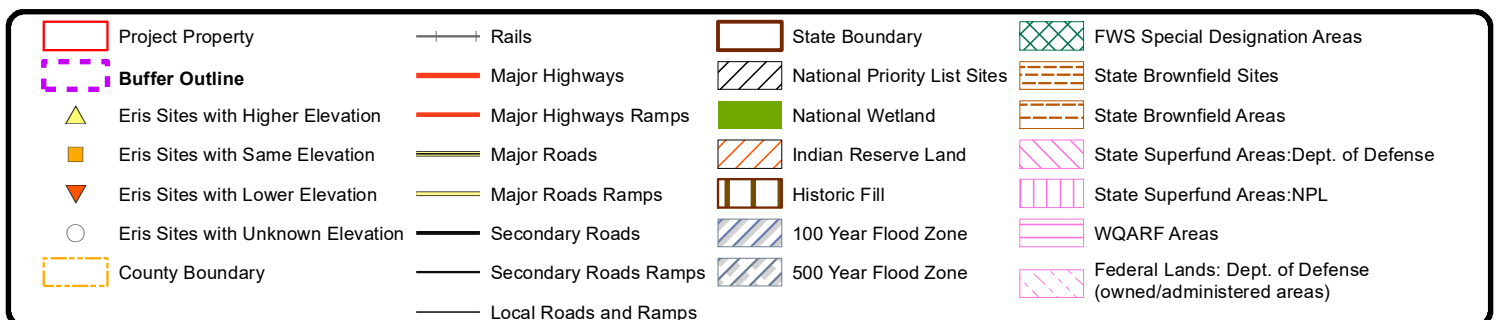 Project Property
Buffer Outline
Eris Sites with Higher Elevation
Eris Sites with Same Elevation
Eris Sites with Lower Elevation
Eris Sites with Unknown Elevation
County Boundary
Rails
Major Highways
Major Highways Ramps
Major Roads
Major Roads Ramps
Secondary Roads
Secondary Roads Ramps
Local Roads and Ramps
State Boundary
National Priority List Sites
National Wetland
Indian Reserve Land
Historic Fill
100 Year Flood Zone
500 Year Flood Zone
FWS Special Designation Areas
State Brownfield Sites
State Brownfield Areas
State Superfund Areas:Dept. of Defense
State Superfund Areas:NPL
WQARF Areas
Federal Lands: Dept. of Defense
(owned/administered areas)